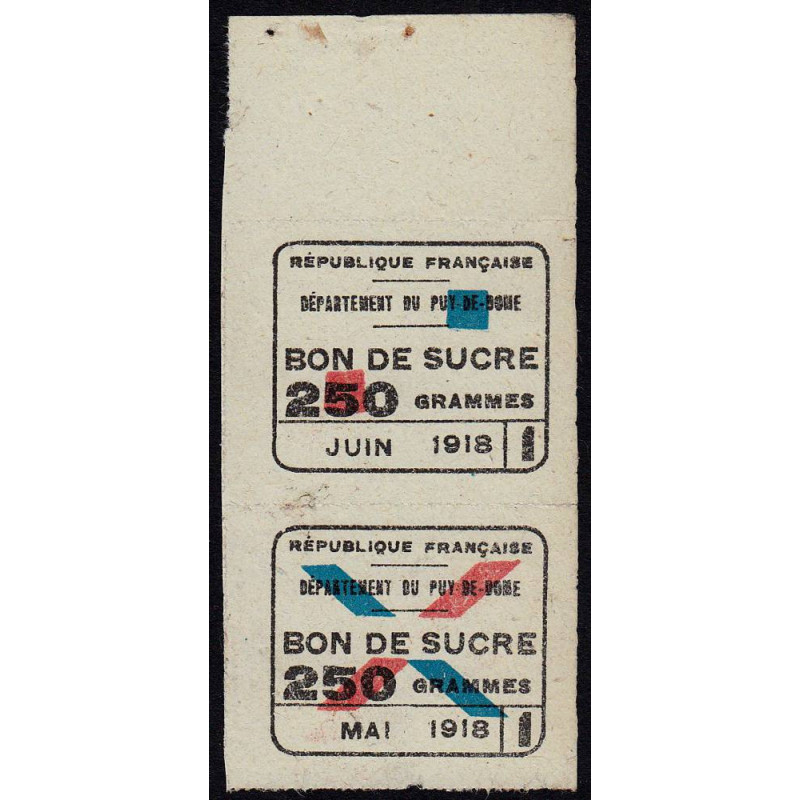 RÉPUBLIQUE FRANÇAISE
DÉPARTEMENT DU PUY-DE-DOME
BON DE SUCRE
250 GRAMMES
JUIN 1918 1
RÉPUBLIQUE FRANÇAISE
DÉPARTEMENT DU PUY-DE-DOME
BON DE SUCRE
250 GRAMMES
MAI 1918 1